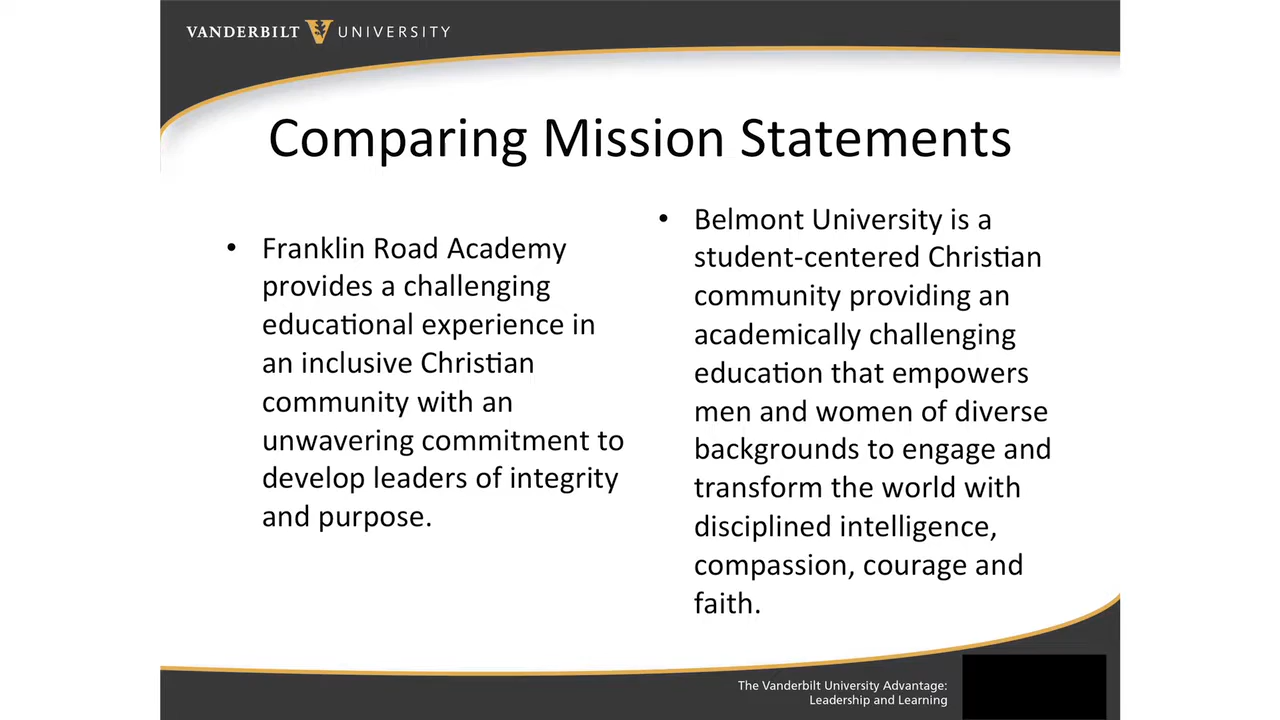 VANDERBILT UNIVERSITY
Comparing Mission Statements
• Franklin Road Academy
provides a challenging
educational experience in
an inclusive Christian
community with an
unwavering commitment to
develop leaders of integrity
and purpose.
• Belmont University is a
student-centered Christian
community providing an
academically challenging
education that empowers
men and women of diverse
backgrounds to engage and
transform the world with
disciplined intelligence,
compassion, courage and
faith.
The Vanderbilt University Advantage:
Leadership and Learning